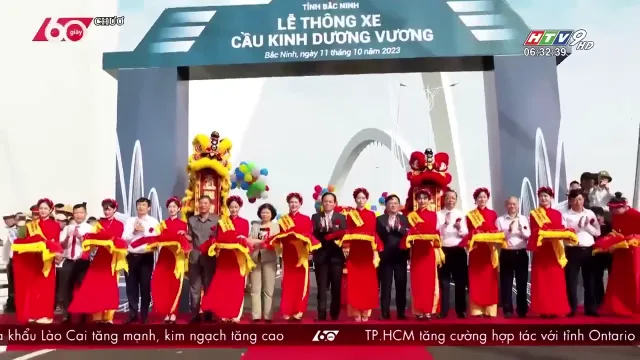 60 giây
CHƯƠ
TỈNH BẮC NINH
LỄ THÔNG XE
CẦU KINH DƯƠNG VƯƠNG
Bắc Ninh, ngày 11 tháng 10 năm 2023
HTV9 HD
06:32:39
a khẩu Lào Cai tăng mạnh, kim ngạch tăng cao
60
TP.HCM tăng cường hợp tác với tỉnh Ontario